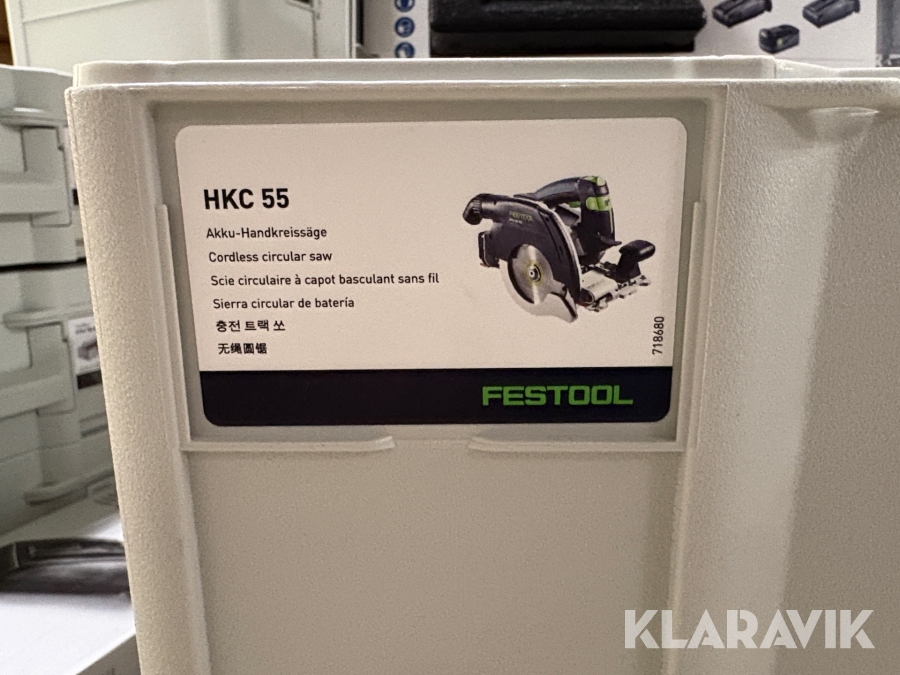 HKC 55
Akku-Handkreissäge
Cordless circular saw
Scie circulaire à capot basculant sans fil
Sierra circular de batería
충전 트랙 쏘
无绳圆锯
718680
FESTOOL
FESTOOL
KLARAVIK